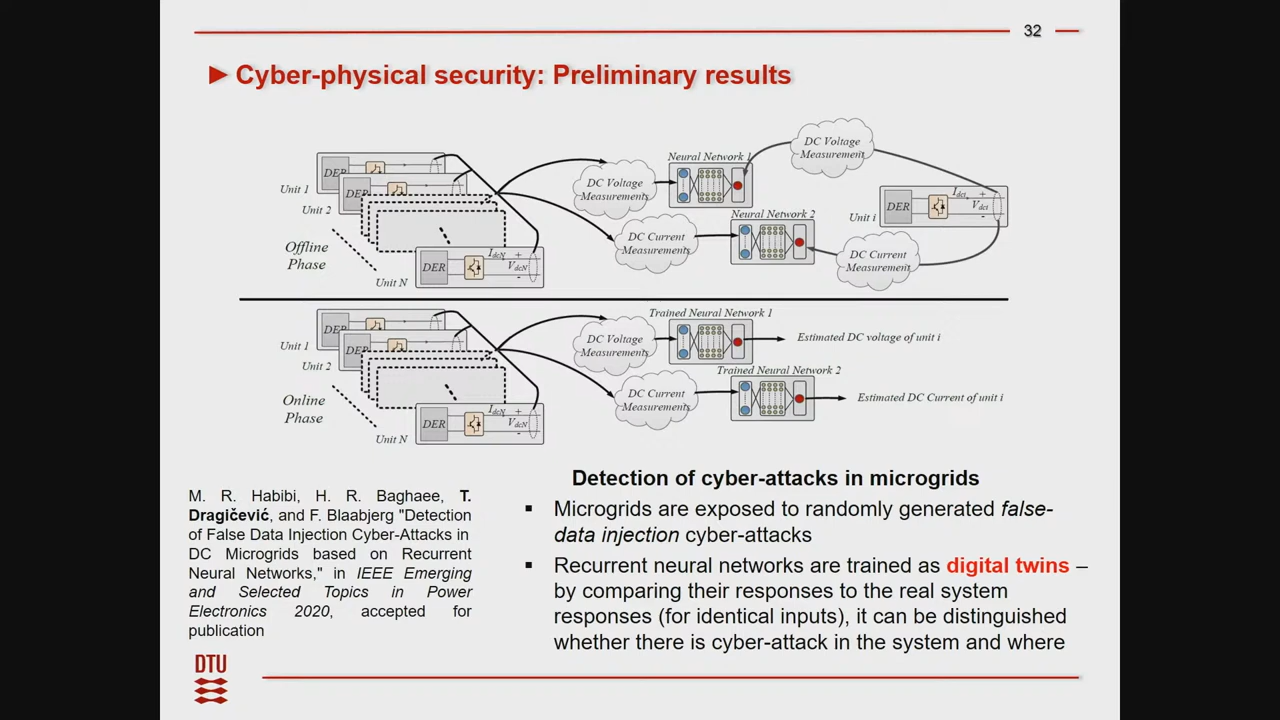 32
Cyber-physical security: Preliminary results
DER
Unit 1
DER
Unit 2
Offline
Phase
DER
IdcN
+
VdcN
-
Unit N
DC Voltage
Measurements
DC Current
Measurements
Neural Network 1
Neural Network 2
DC Voltage
Measurement
DC Current
Measurement
Unit i
DER
Idci
+
Vdci
-
DER
Unit 1
DER
Unit 2
Online
Phase
DER
IdcN
+
VdcN
-
Unit N
DC Voltage
Measurements
DC Current
Measurements
Trained Neural Network 1
Estimated DC voltage of unit i
Trained Neural Network 2
Estimated DC Current of unit i
M. R. Habibi, H. R. Baghaee, T.
Dragičević, and F. Blaabjerg "Detection
of False Data Injection Cyber-Attacks in
DC Microgrids based on Recurrent
Neural Networks," in IEEE Emerging
and Selected Topics in Power
Electronics 2020, accepted for
publication
Detection of cyber-attacks in microgrids
▪ Microgrids are exposed to randomly generated false-
data injection cyber-attacks
▪ Recurrent neural networks are trained as digital twins –
by comparing their responses to the real system
responses (for identical inputs), it can be distinguished
whether there is cyber-attack in the system and where
DTU